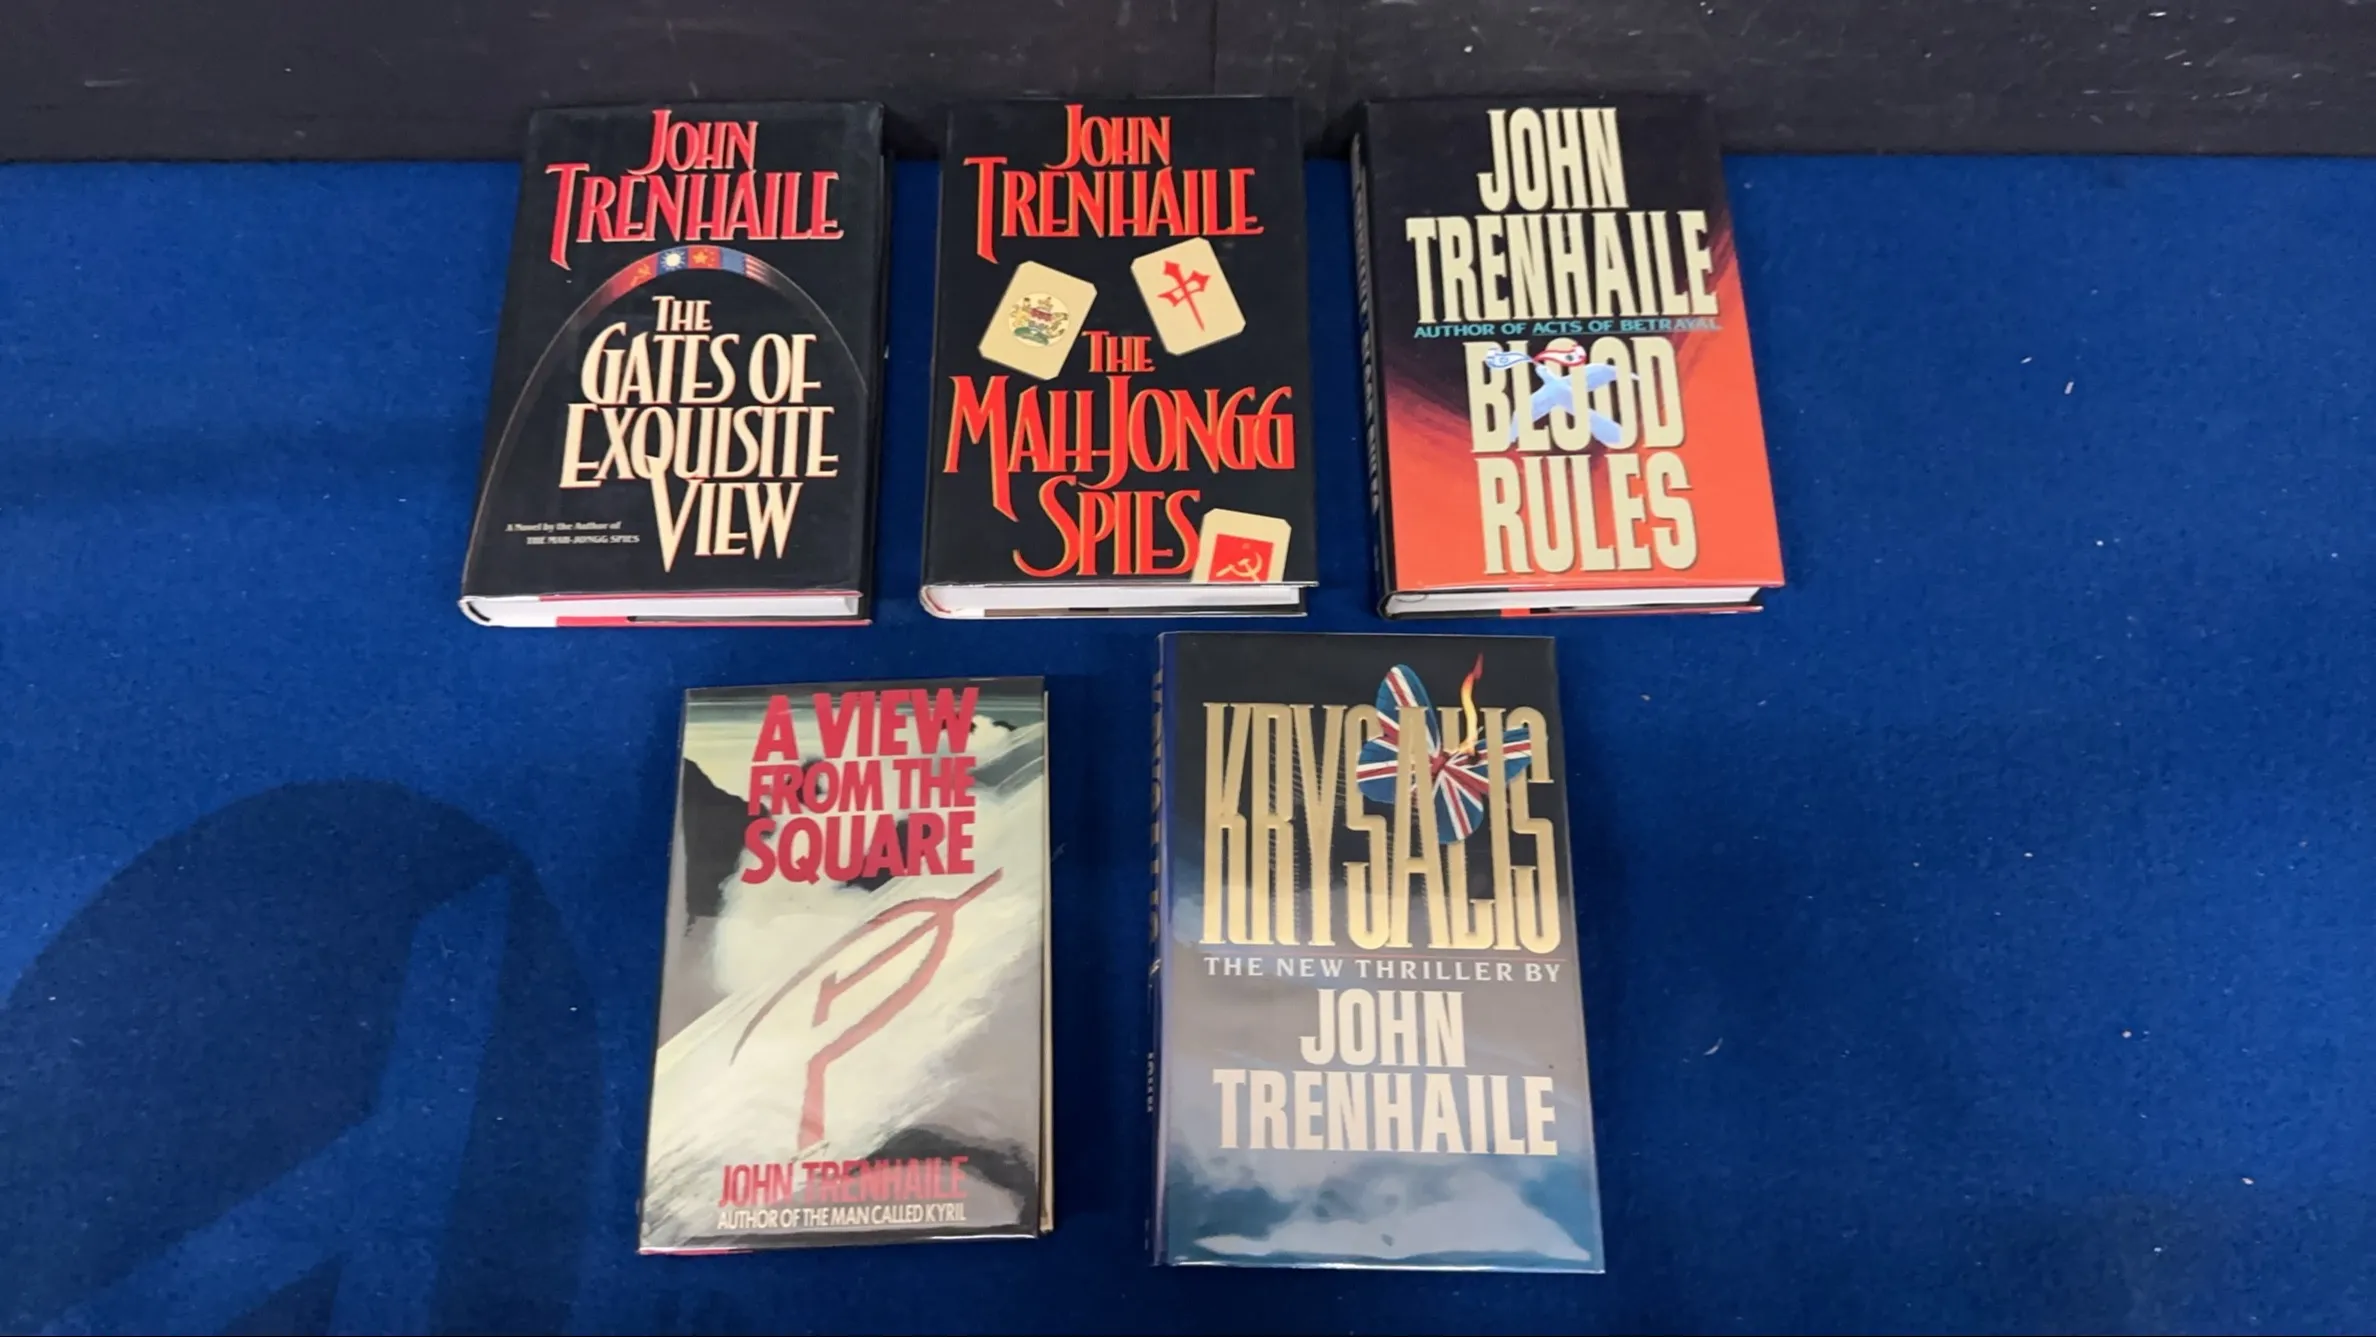 JOHN
TRENHAILE
THE
GATES OF
EXQUISITE
VIEW
A Novel by the Author of
THE MAH-JONGG SPIES
JOHN
TRENHAILE
THE
MAH-JONGG
SPIES
JOHN
TRENHAILE
AUTHOR OF ACTS OF BETRAYAL
BLOOD
RULES
A VIEW
FROM THE
SQUARE
JOHN TRENHAILE
AUTHOR OF THE MAN CALLED KYRIL
KRYSALIS
THE NEW THRILLER BY
JOHN
TRENHAILE